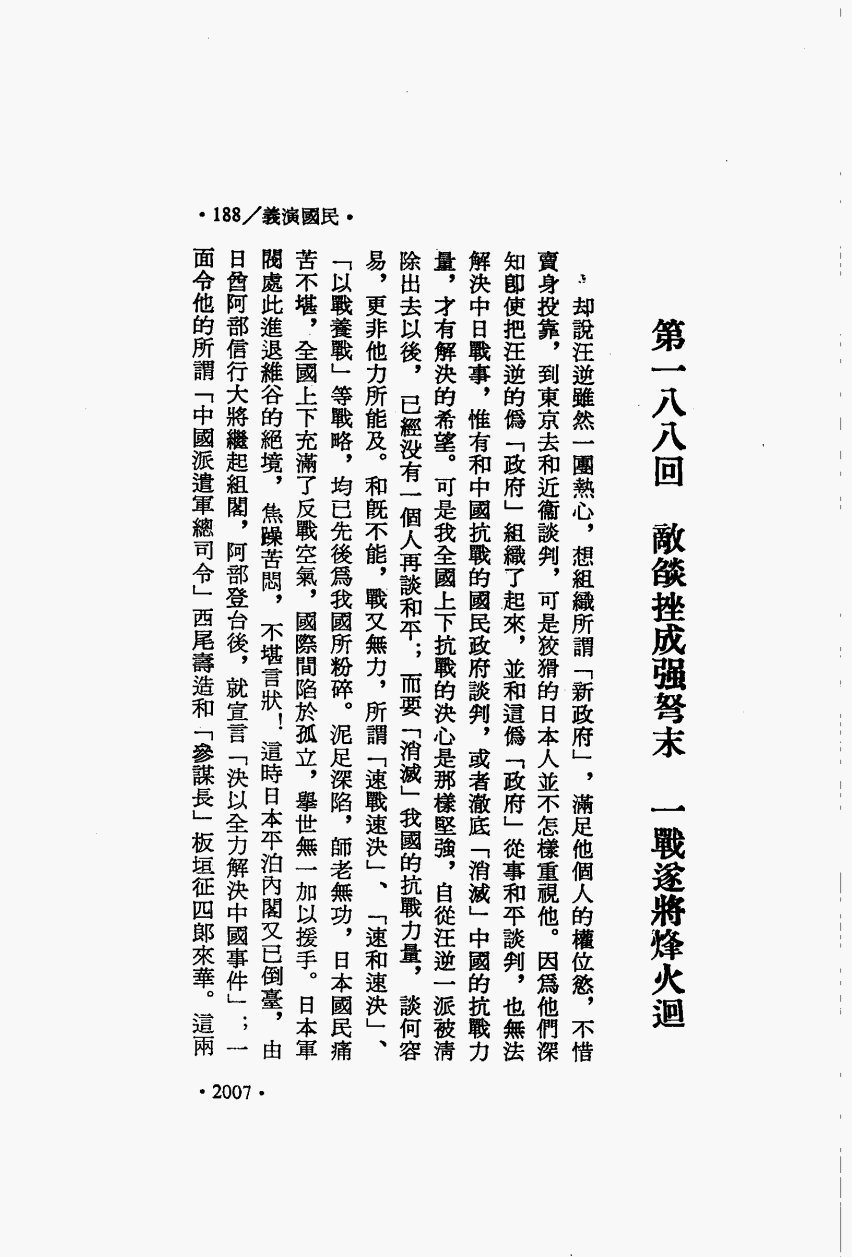 •188／義演國民•
第一八八回　敵燄挫成强弩末　一戰遂將烽火迴
却說汪逆雖然一團熱心，想組織所謂「新政府」，滿足他個人的權位慾，不惜
賣身投靠，到東京去和近衞談判，可是狡猾的日本人並不怎樣重視他。因爲他們深
知卽使把汪逆的僞「政府」組織了起來，並和這僞「政府」從事和平談判，也無法
解決中日戰事，惟有和中國抗戰的國民政府談判，或者澈底「消滅」中國的抗戰力
量，才有解決的希望。可是我全國上下抗戰的決心是那樣堅強，自從汪逆一派被淸
除出去以後，已經没有一個人再談和平；而要「消滅」我國的抗戰力量，談何容
易，更非他力所能及。和旣不能，戰又無力，所謂「速戰速決」、「速和速決」、
「以戰養戰」等戰略，均已先後爲我國所粉碎。泥足深陷，師老無功，日本國民痛
苦不堪，全國上下充滿了反戰空氣，國際間陷於孤立，擧世無一加以援手。日本軍
閥處此進退維谷的絕境，焦躁苦悶，不堪言狀！這時日本平沼內閣又已倒臺，由
日酋阿部信行大將繼起組閣，阿部登台後，就宣言「決以全力解決中國事件」；一
面令他的所謂「中國派遣軍總司令」西尾壽造和「參謀長」板垣征四郎來華。這兩
•2007•